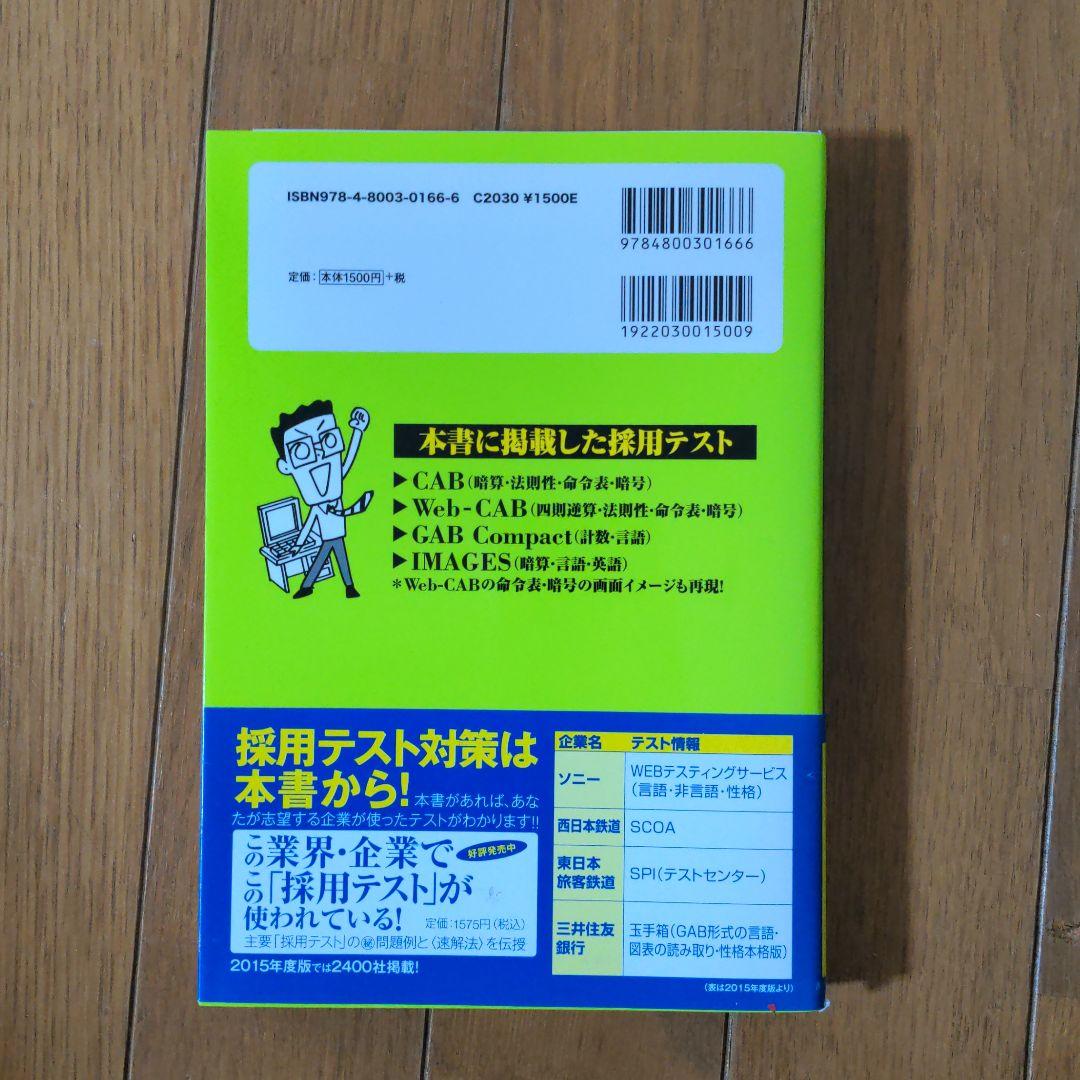 ISBN978-4-8003-0166-6 C2030 ¥1500E
9784800301666
定価：本体1500円+税
1922030015009
本書に掲載した採用テスト
▶CAB（暗算・法則性・命令表・暗号）
▶Web-CAB（四則逆算・法則性・命令表・暗号）
▶GAB Compact（計数・言語）
▶IMAGES（暗算・言語・英語）
＊Web-CABの命令表・暗号の画面イメージも再現！
採用テスト対策は
本書から！本書があれば、あな
たが志望する企業が使ったテストがわかります！！
この業界・企業で 好評発売中
この「採用テスト」が
使われている！ 定価：1575円（税込）
主要「採用テスト」の㊙問題例と〈速解法〉を伝授
2015年度版では2400社掲載！
企業名 テスト情報
ソニー WEBテスティングサービス
（言語・非言語・性格）
西日本鉄道 SCOA
東日本
旅客鉄道 SPI（テストセンター）
三井住友
銀行 玉手箱（GAB形式の言語・
図表の読み取り・性格本格版）
（表は2015年度版より）